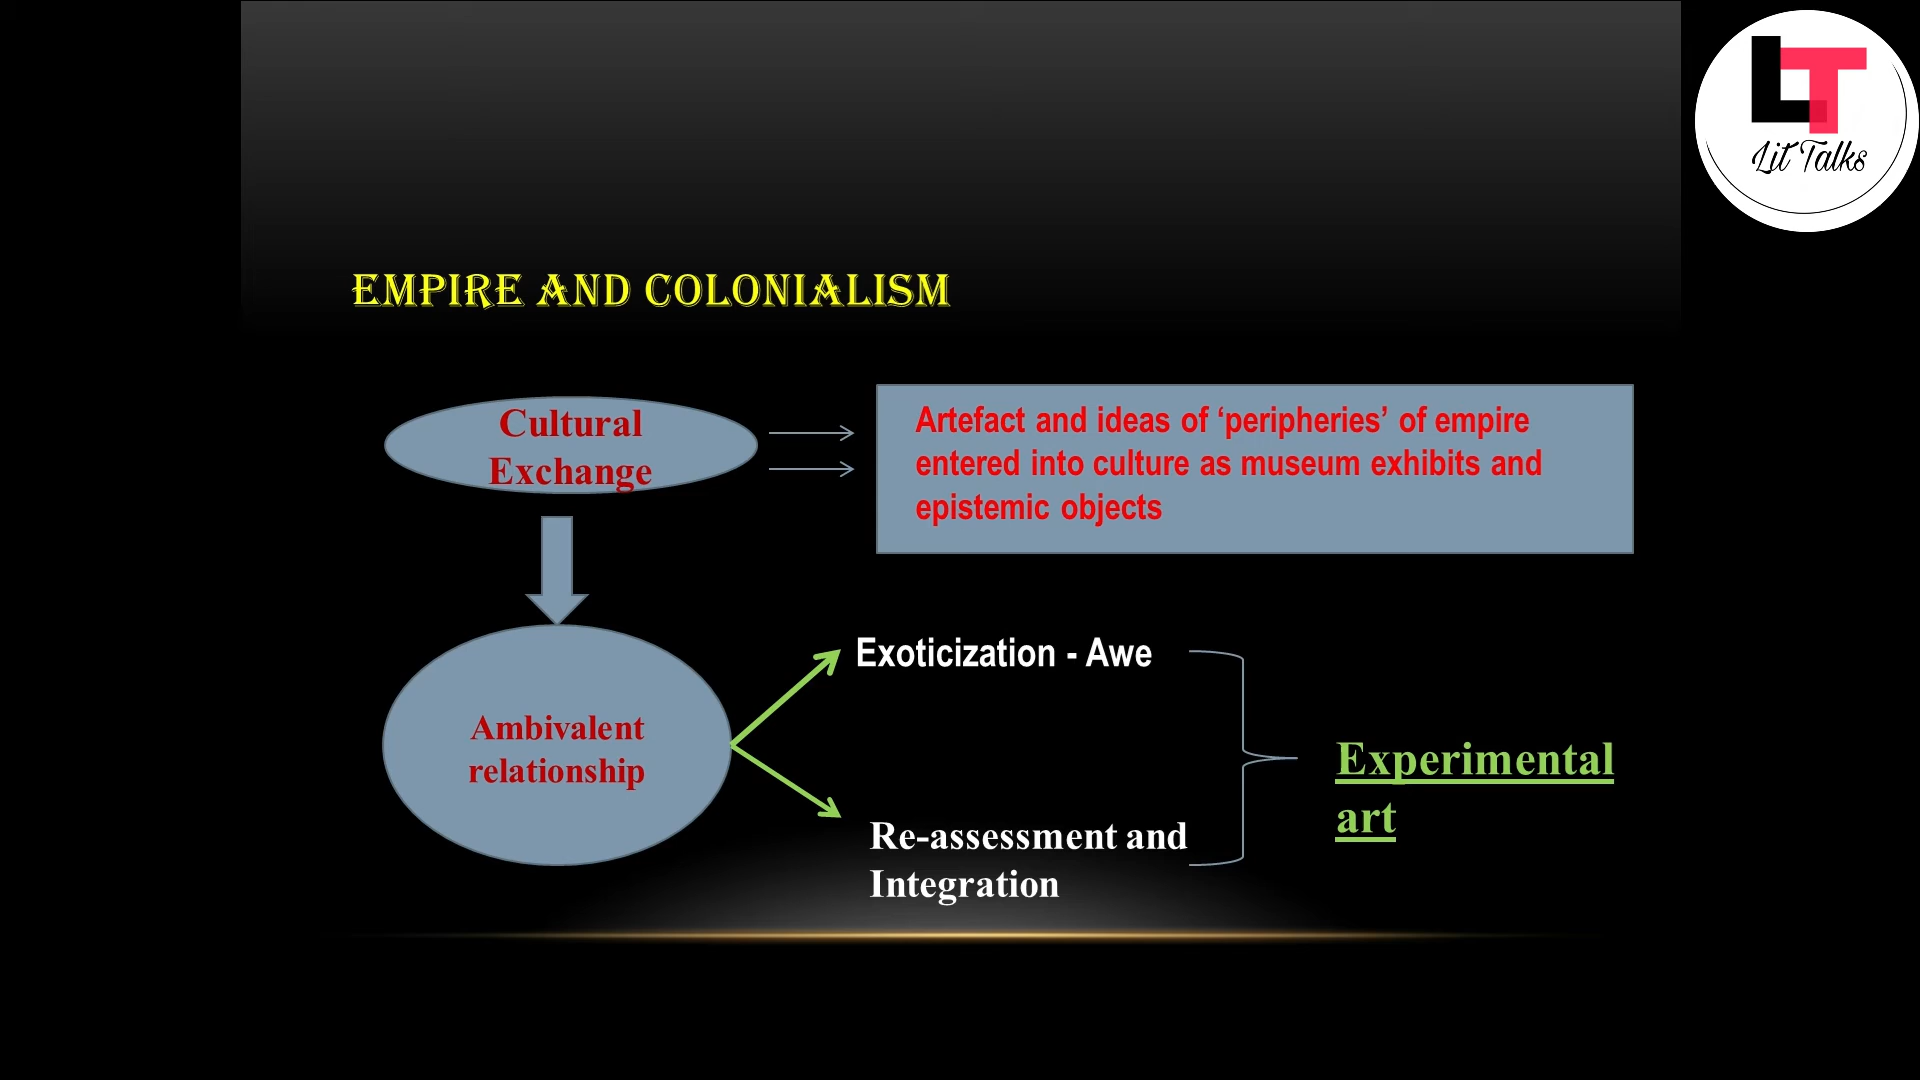 LT
Lit Talks
EMPIRE AND COLONIALISM
Cultural
Exchange
Artefact and ideas of ‘peripheries’ of empire
entered into culture as museum exhibits and
epistemic objects
Ambivalent
relationship
Exoticization - Awe
Re-assessment and
Integration
Experimental
art